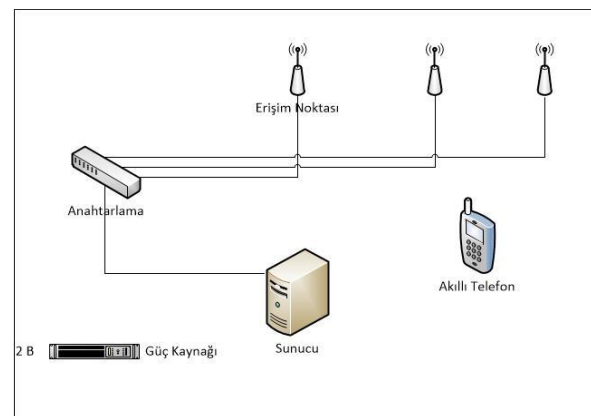 Erişim Noktası
Anahtarlama
Akıllı Telefon
Sunucu
2 B Güç Kaynağı